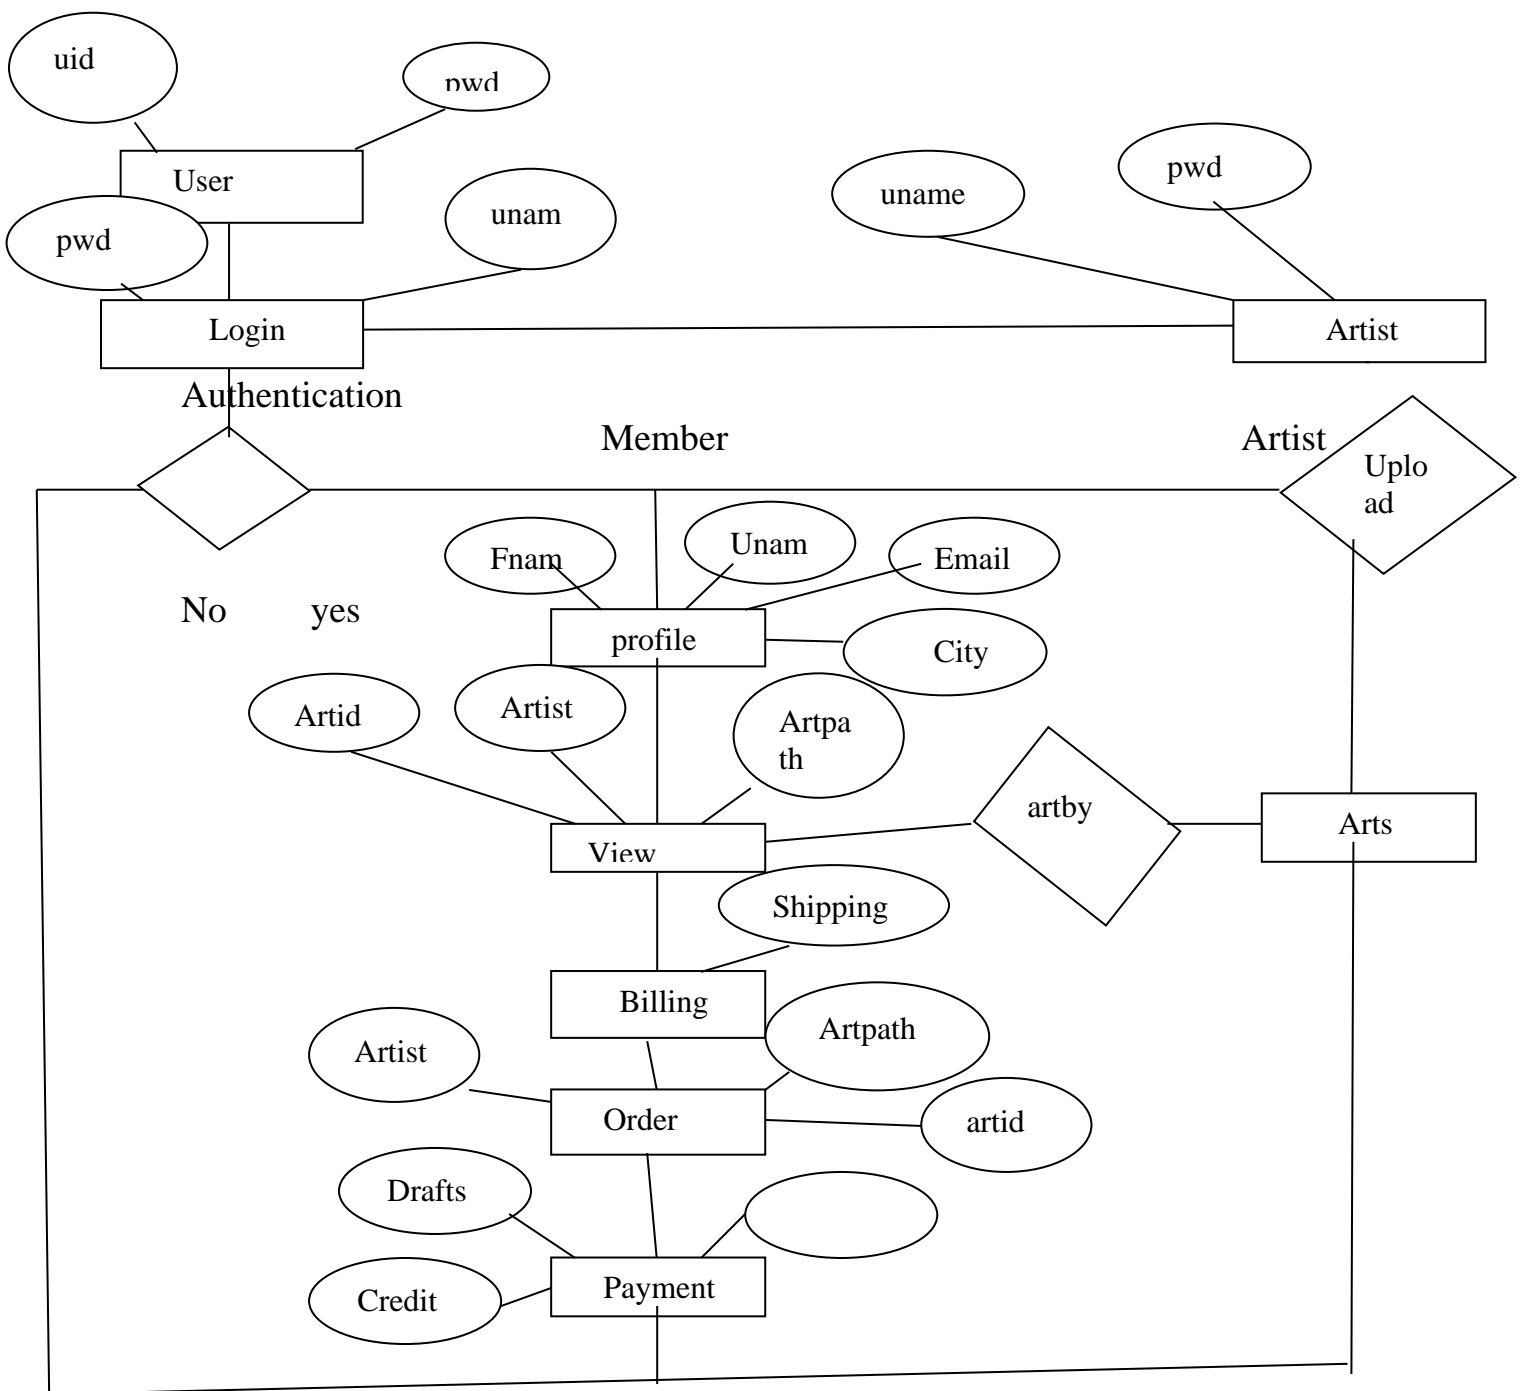 uid
pwd
User
pwd
unam
uname
pwd
Login
Artist
Authentication
Member
Artist
Uplo
ad
Fnam
Unam
Email
No
yes
profile
City
Artid
Artist
Artpa
th
View
artby
Arts
Shipping
Billing
Artist
Artpath
Order
artid
Drafts
Payment
Credit